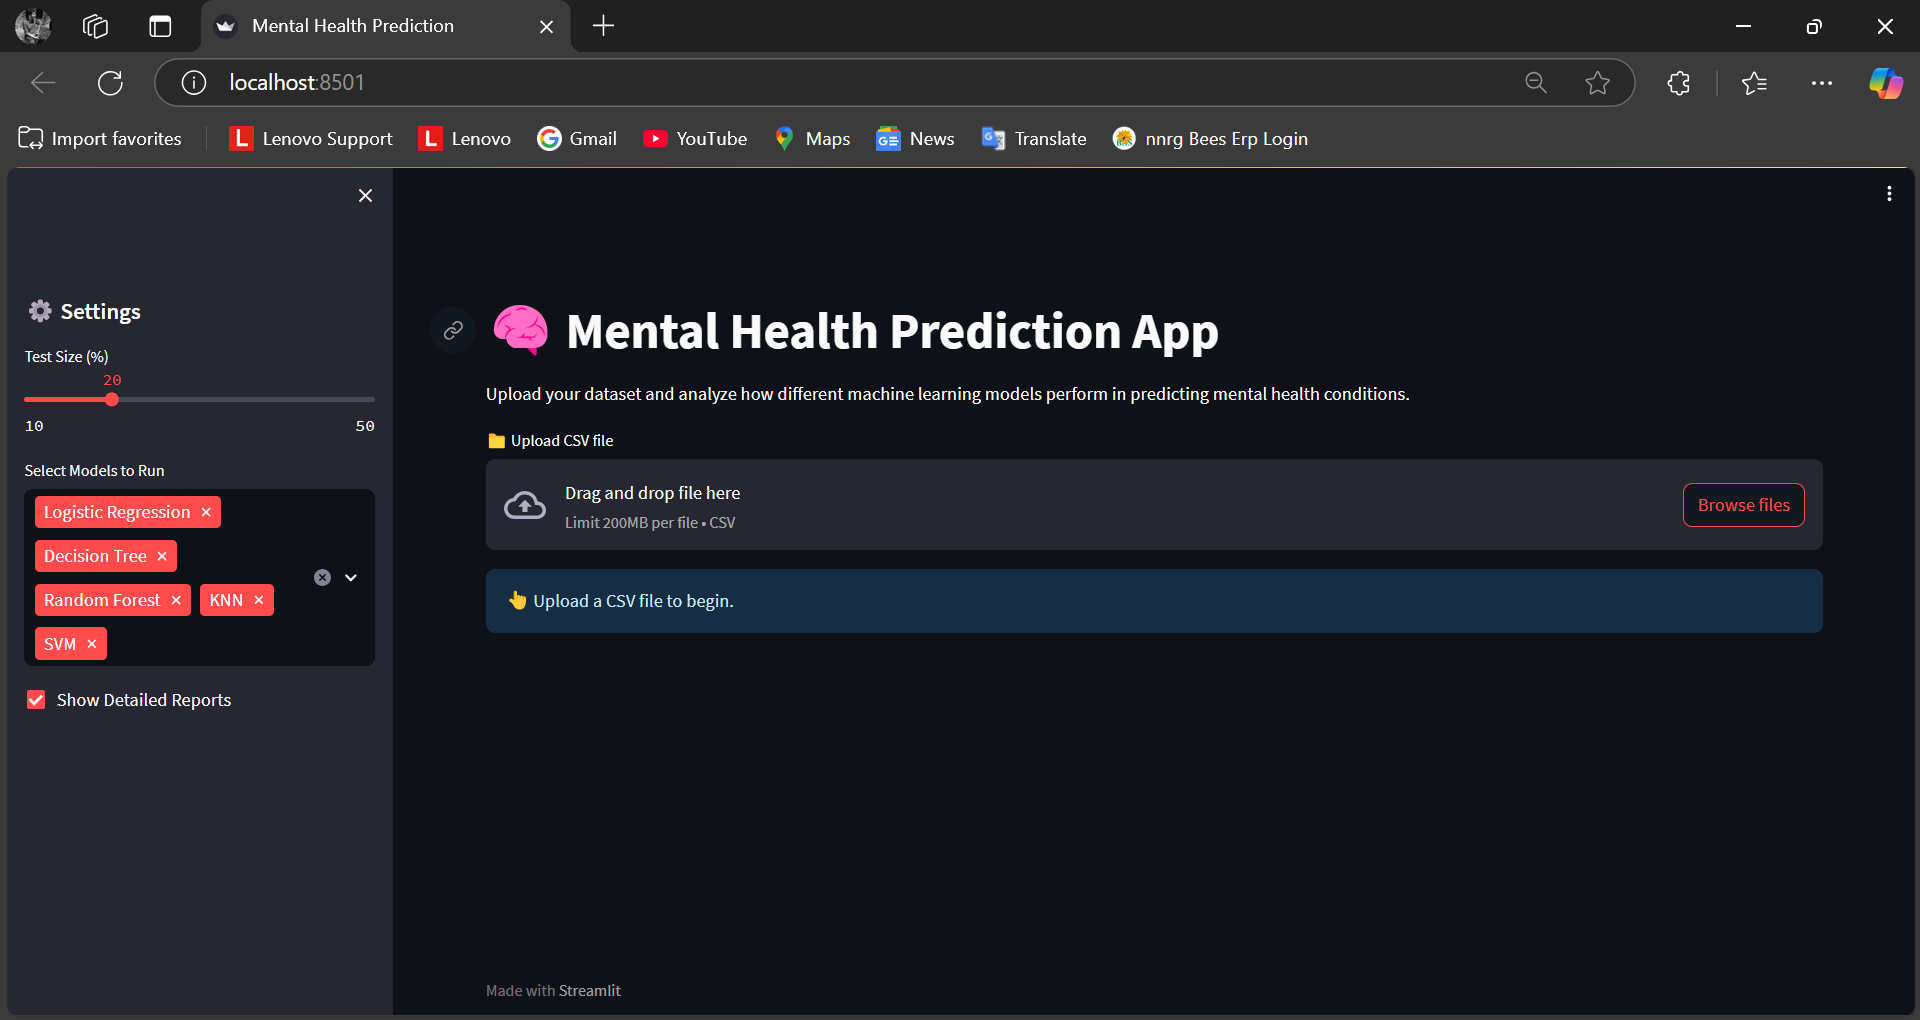 Mental Health Prediction
localhost:8501
Import favorites
Lenovo Support
Lenovo
Gmail
YouTube
Maps
News
Translate
nnrg Bees Erp Login
Settings
Test Size (%)
20
10 50
Select Models to Run
Logistic Regression
Decision Tree
Random Forest KNN
SVM
Show Detailed Reports
Mental Health Prediction App
Upload your dataset and analyze how different machine learning models perform in predicting mental health conditions.
Upload CSV file
Drag and drop file here
Limit 200MB per file • CSV
Browse files
Upload a CSV file to begin.
Made with Streamlit